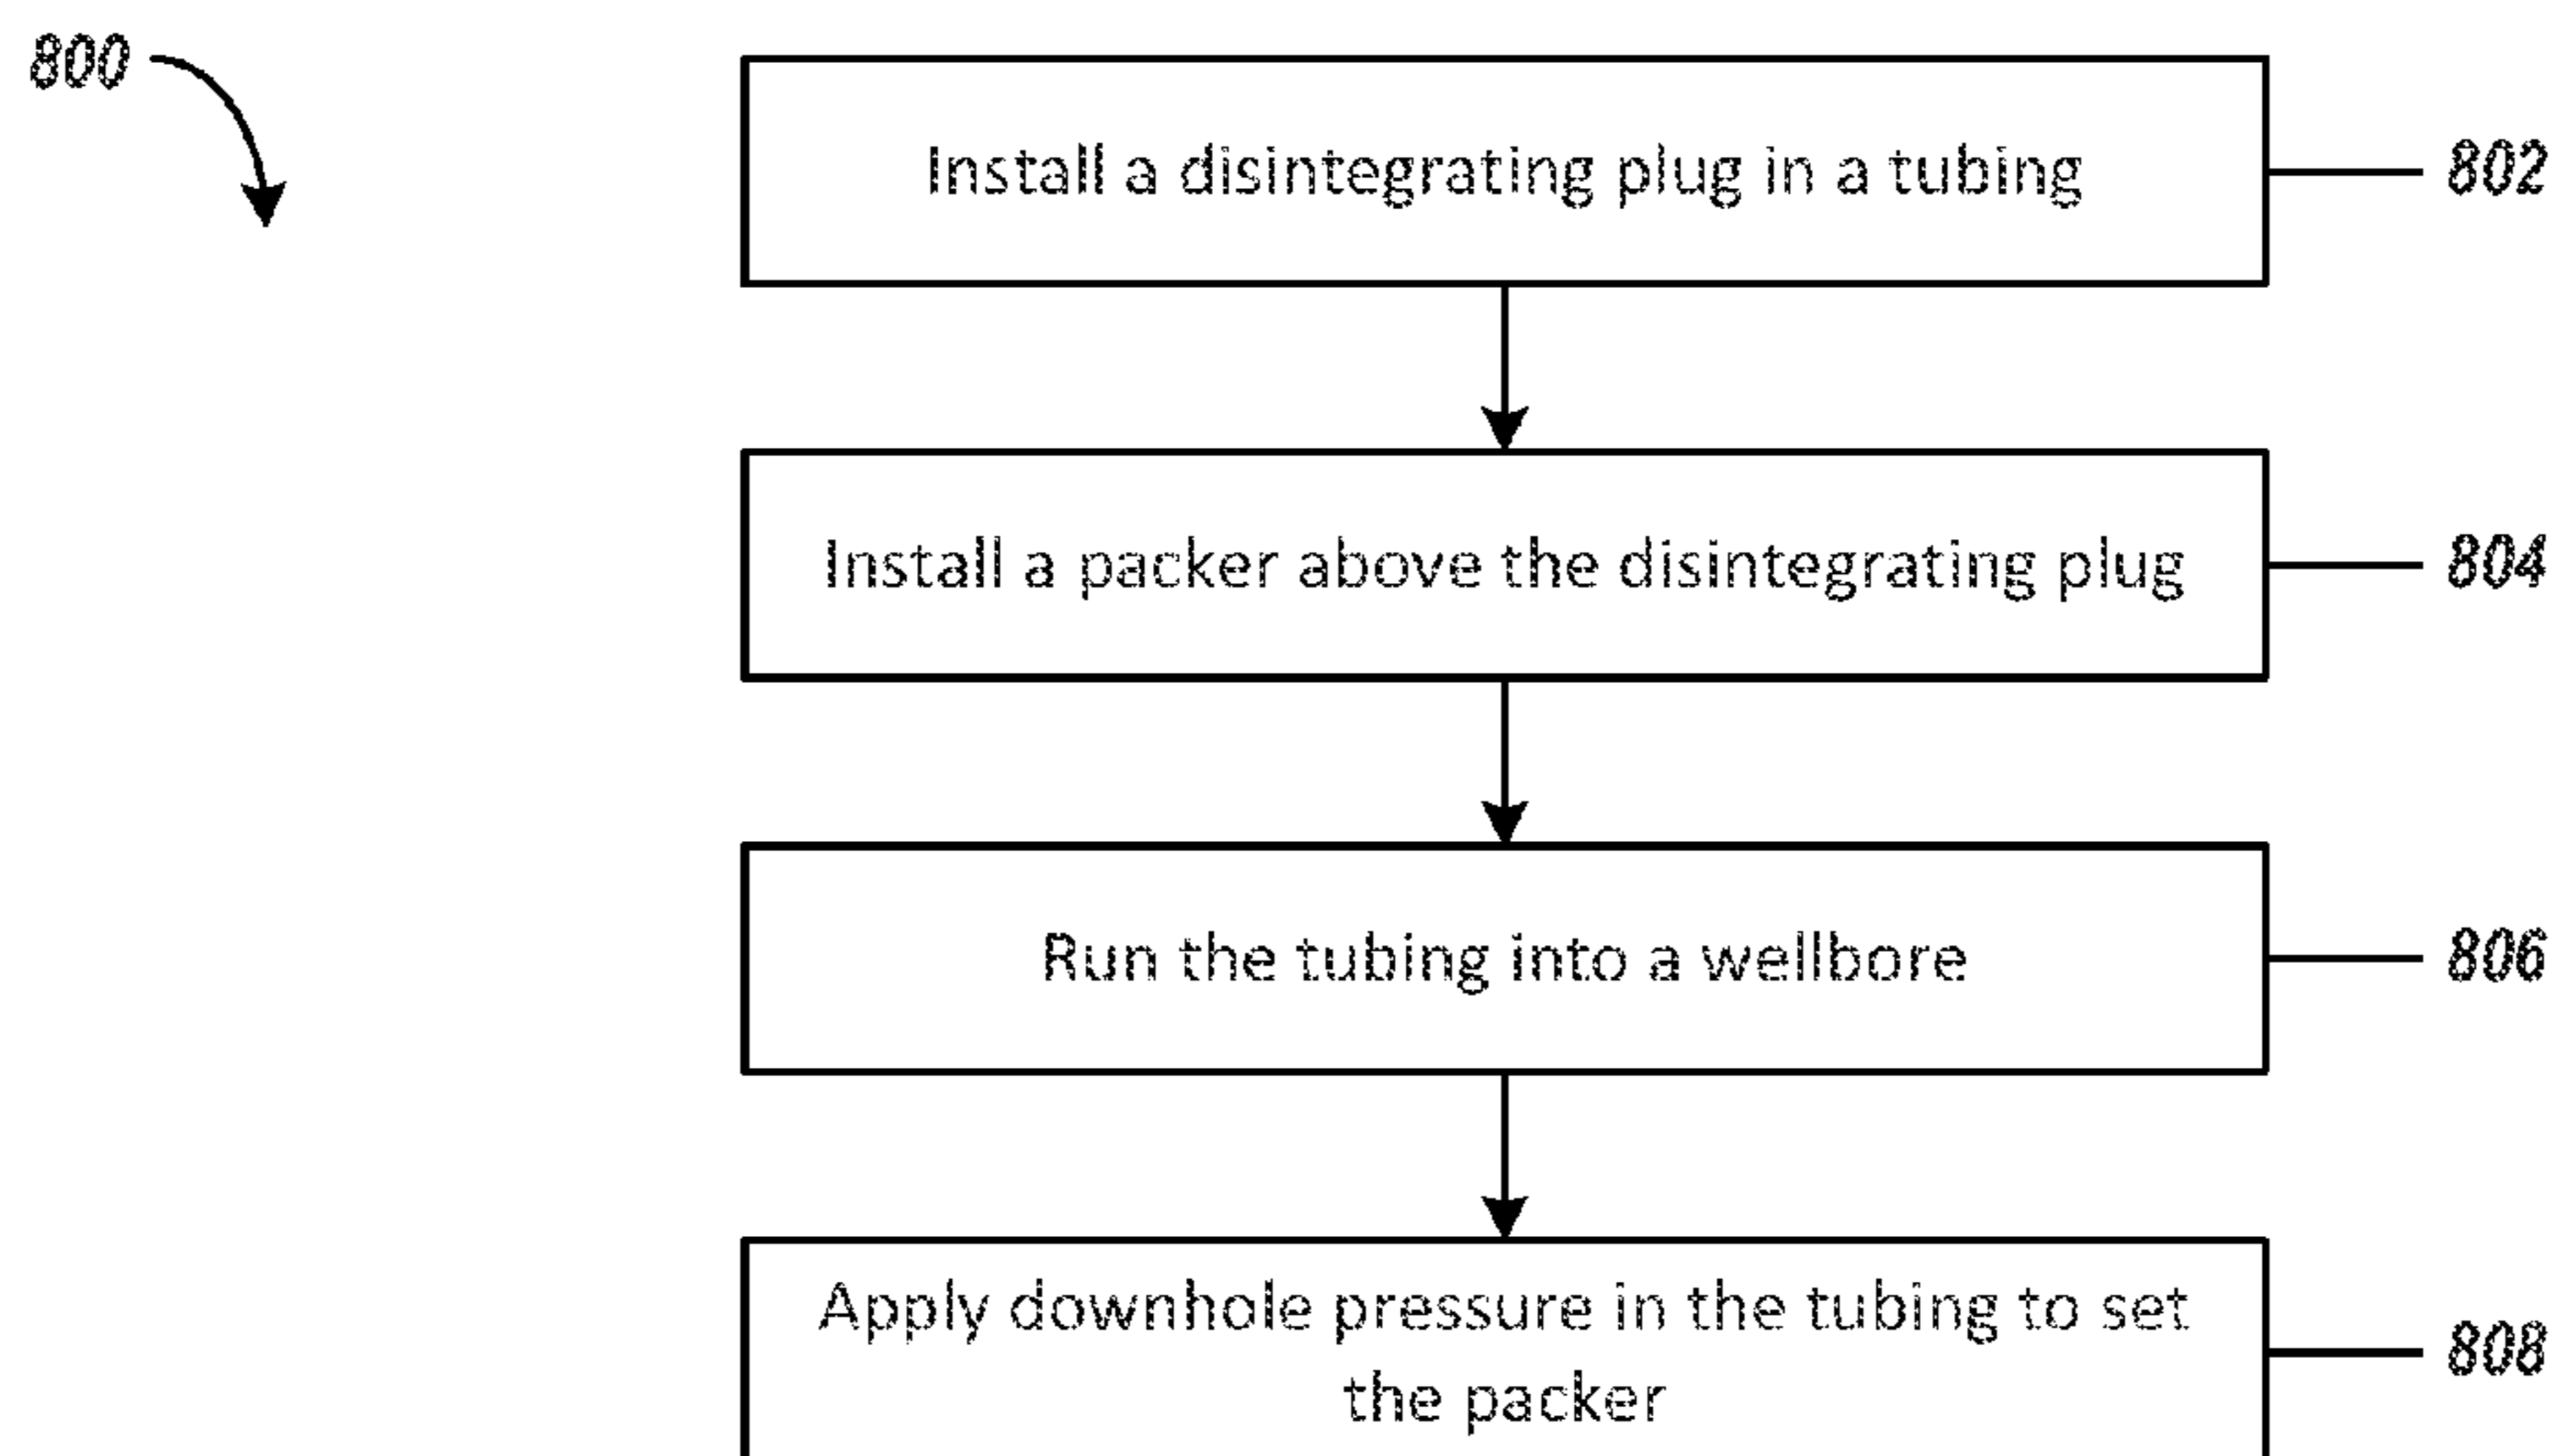 800
Install a disintegrating plug in a tubing
802
Install a packer above the disintegrating plug
804
Run the tubing into a wellbore
806
Apply downhole pressure in the tubing to set
the packer
808